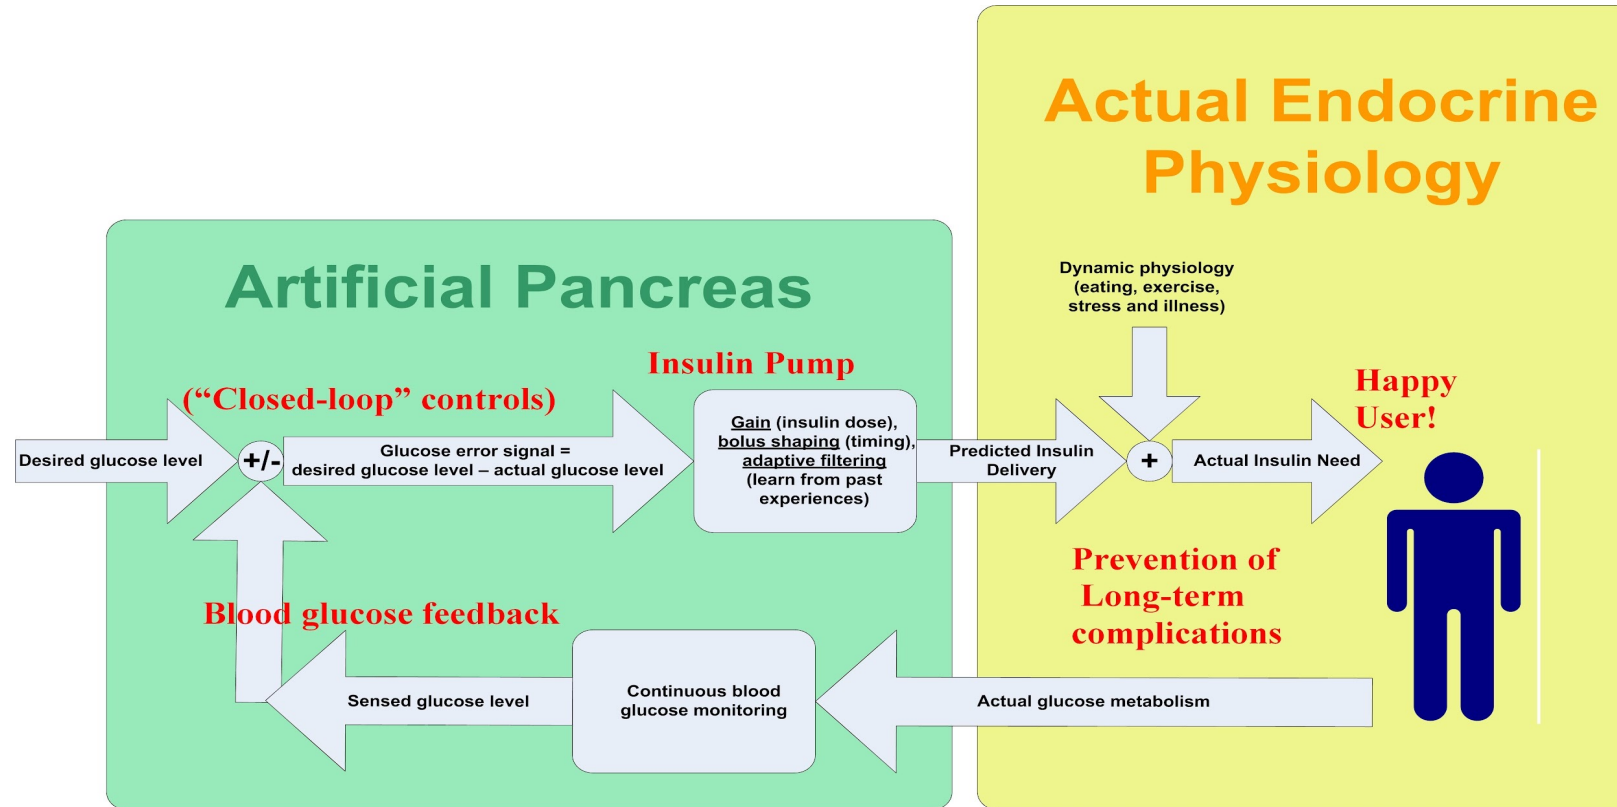 Actual Endocrine
Physiology
Artificial Pancreas
Dynamic physiology
(eating, exercise,
stress and illness)
Insulin Pump
(“Closed-loop” controls)
Happy
User!
Desired glucose level
+/-
Glucose error signal =
desired glucose level – actual glucose level
Gain (insulin dose),
bolus shaping (timing),
adaptive filtering
(learn from past
experiences)
Predicted Insulin
Delivery
+
Actual Insulin Need
Prevention of
Long-term
complications
Blood glucose feedback
Sensed glucose level
Continuous blood
glucose monitoring
Actual glucose metabolism